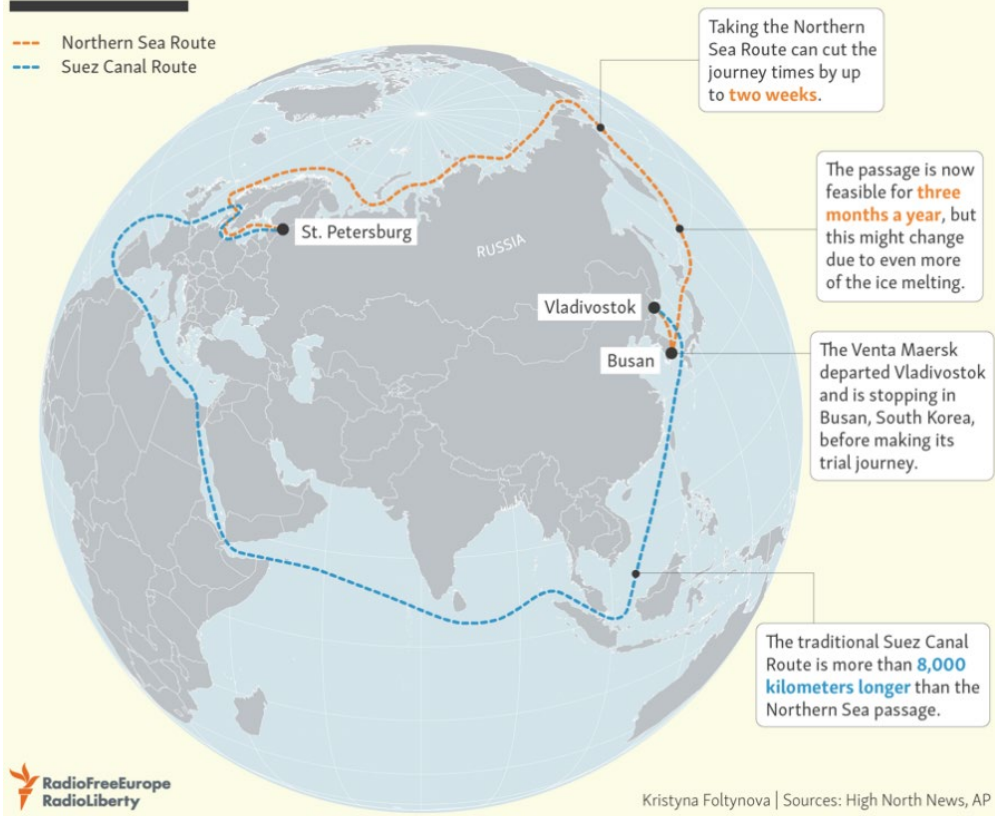 Northern Sea Route
Suez Canal Route
Taking the Northern
Sea Route can cut the
journey times by up
to two weeks.
The passage is now
feasible for three
months a year, but
this might change
due to even more
of the ice melting.
St. Petersburg
RUSSIA
Vladivostok
Busan
The Venta Maersk
departed Vladivostok
and is stopping in
Busan, South Korea,
before making its
trial journey.
The traditional Suez Canal
Route is more than 8,000
kilometers longer than the
Northern Sea passage.
RadioFreeEurope
RadioLiberty
Kristyna Foltynova | Sources: High North News, AP